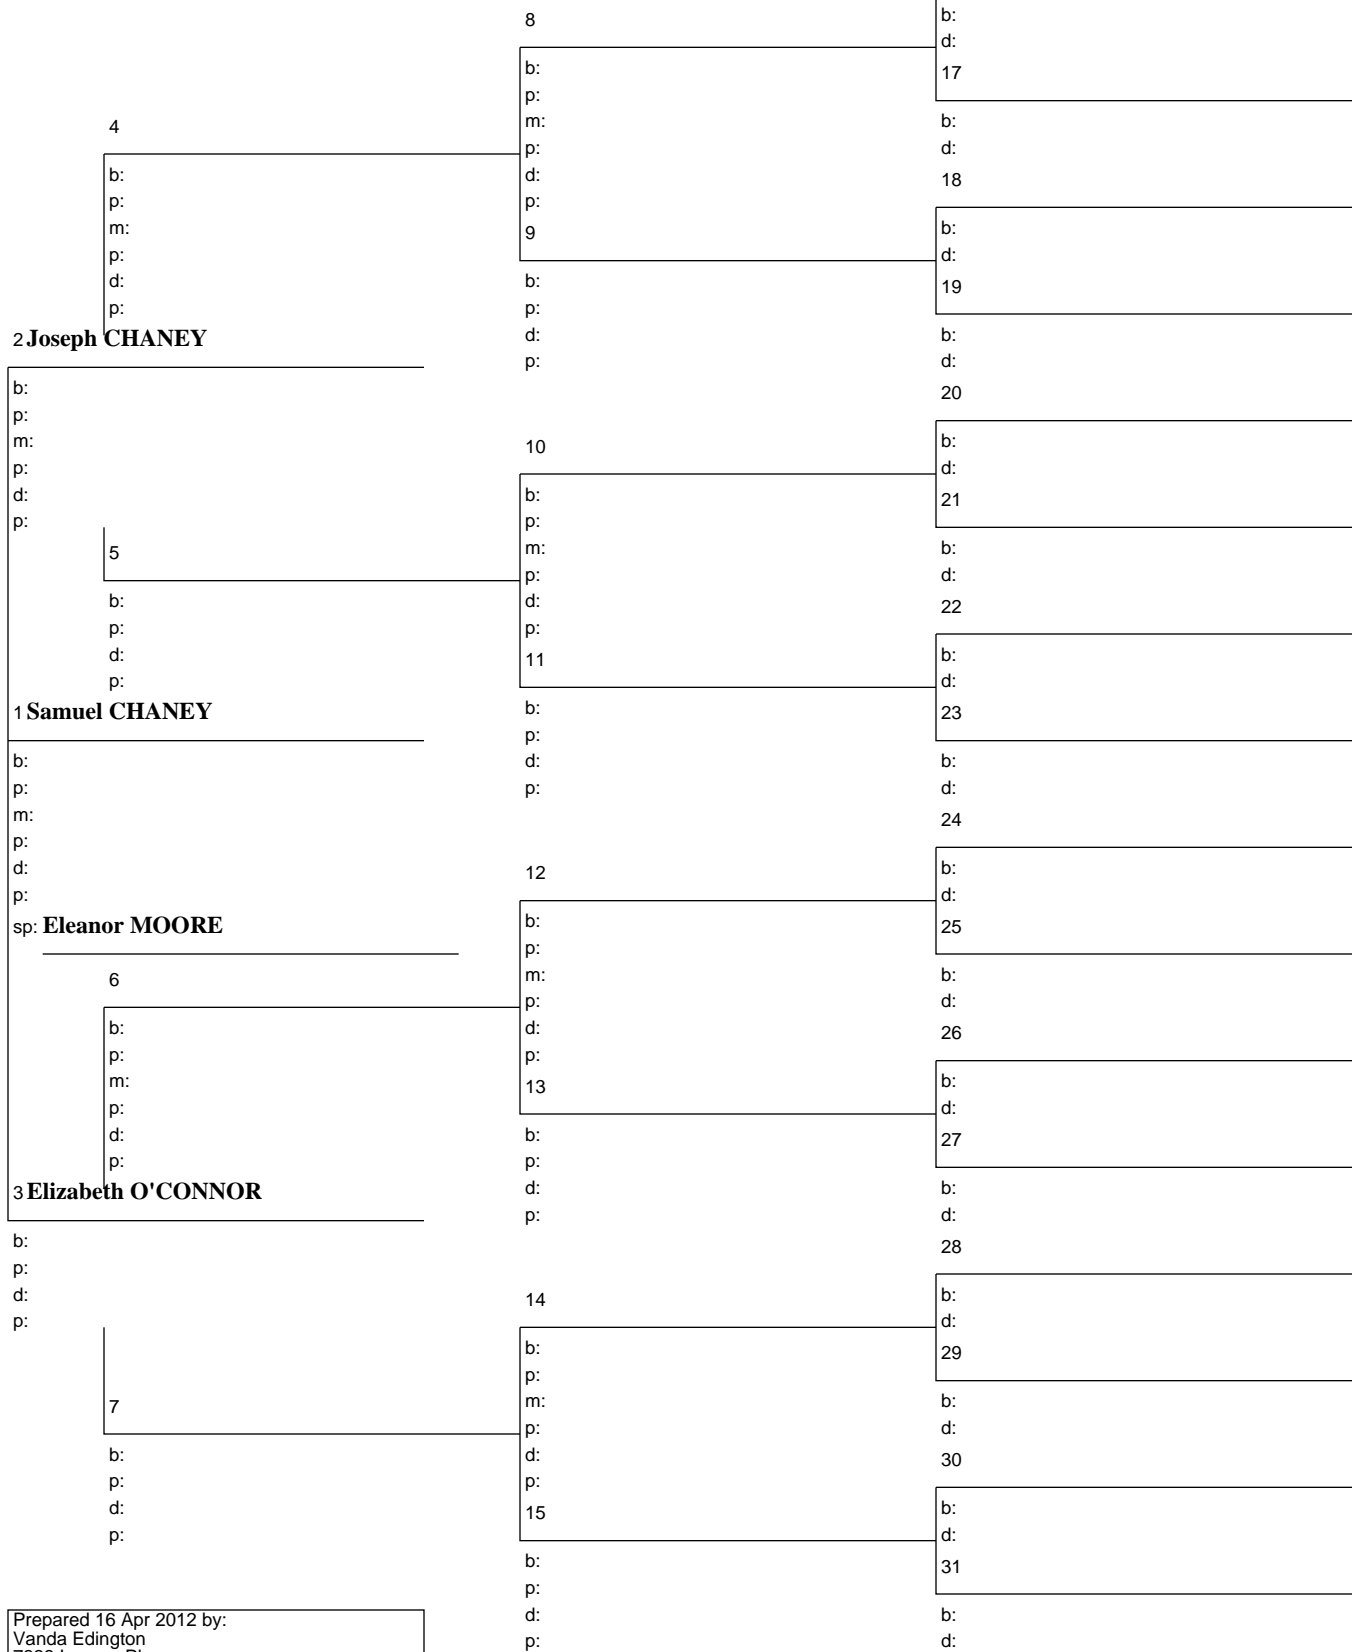 8
b:
p:
m:
p:
d:
p:
9
b:
p:
d:
p:
4
b:
p:
m:
p:
d:
p:
2 Joseph CHANEY
b:
p:
m:
p:
d:
p:
5
b:
p:
d:
p:
10
b:
p:
m:
p:
d:
p:
11
b:
p:
d:
p:
1 Samuel CHANEY
b:
p:
m:
p:
d:
p:
sp: Eleanor MOORE
6
b:
p:
m:
p:
d:
p:
12
b:
p:
m:
p:
d:
p:
13
b:
p:
d:
p:
3 Elizabeth O'CONNOR
b:
p:
d:
p:
7
b:
p:
d:
p:
14
b:
p:
m:
p:
d:
p:
15
b:
p:
d:
p:
b:
d:
17
b:
d:
18
b:
d:
19
b:
d:
20
b:
d:
21
b:
d:
22
b:
d:
23
b:
d:
24
b:
d:
25
b:
d:
26
b:
d:
27
b:
d:
28
b:
d:
29
b:
d:
30
b:
d:
31
b:
d:
Prepared 16 Apr 2012 by:
Vanda Edington